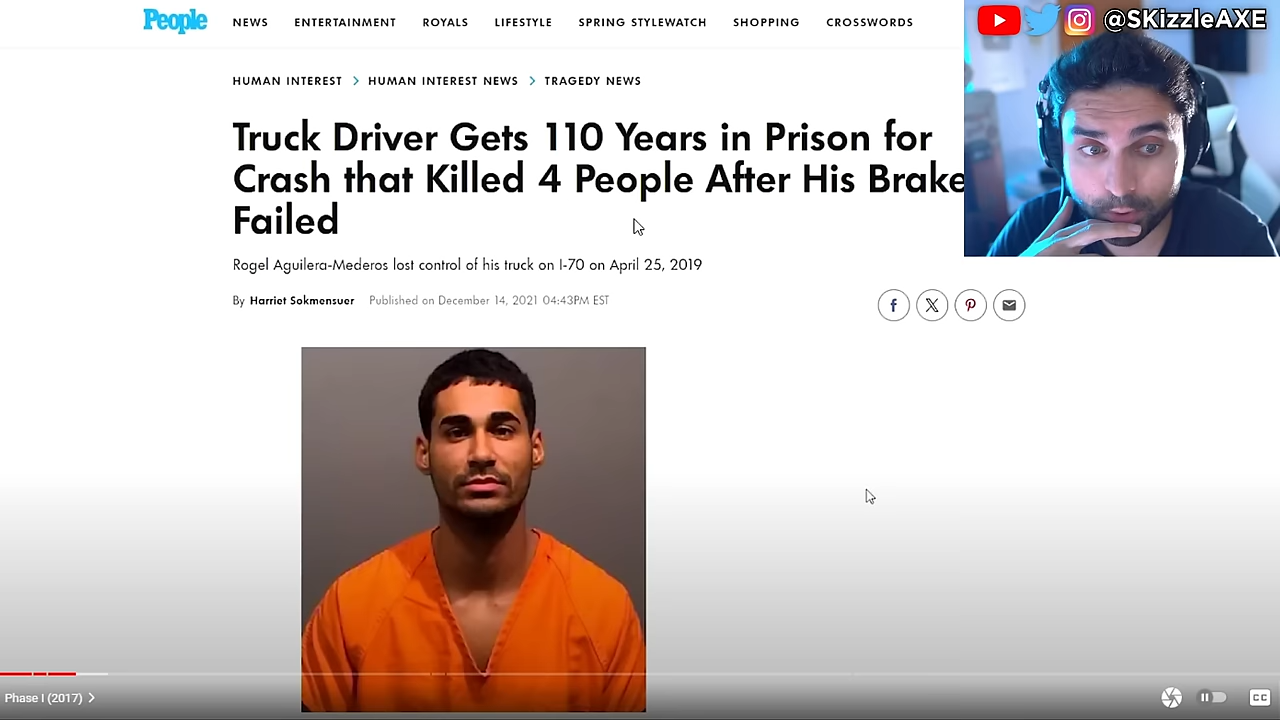 People
NEWS ENTERTAINMENT ROYALS LIFESTYLE SPRING STYLEWATCH SHOPPING CROSSWORDS
@SKizzleAXE
HUMAN INTEREST > HUMAN INTEREST NEWS > TRAGEDY NEWS
Truck Driver Gets 110 Years in Prison for
Crash that Killed 4 People After His Brake
Failed
Rogel Aguilera-Mederos lost control of his truck on I-70 on April 25, 2019
By Harriet Sokmensuer Published on December 14, 2021 04:43PM EST
Phase I (2017) >
CC